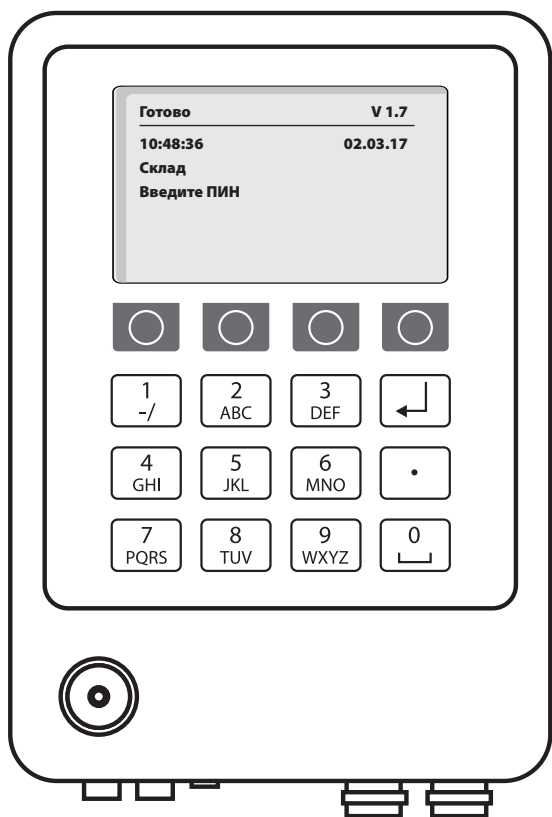 Готово V 1.7
10:48:36 02.03.17
Склад
Введите ПИН
1 2 3
-/ ABC DEF
4 5 6 .
GHI JKL MNO
7 8 9 0
PQRS TUV WXYZ